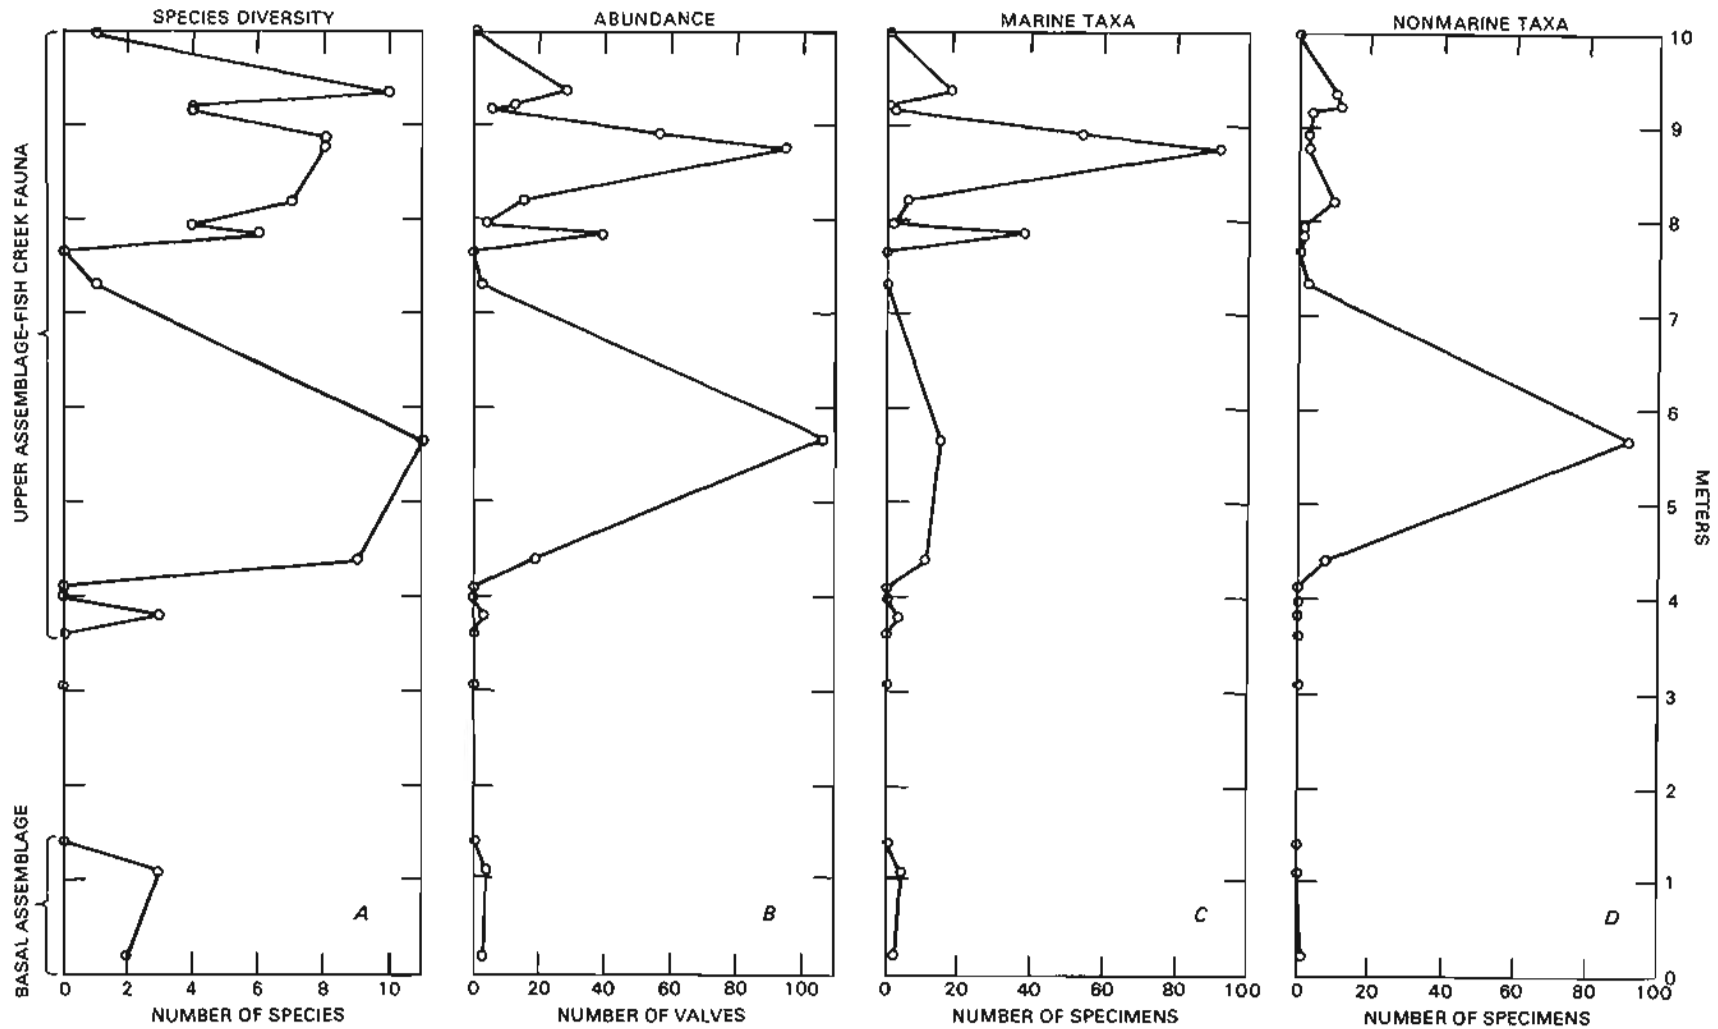 SPECIES DIVERSITY
ABUNDANCE
MARINE TAXA
NONMARINE TAXA
UPPER ASSEMBLAGE-FISH CREEK FAUNA
BASAL ASSEMBLAGE
10
9
8
7
6
5
4
3
2
1
0
METERS
A
B
C
D
0 2 4 6 8 10
0 20 40 60 80 100
0 20 40 60 80 100
0 20 40 60 80 100
NUMBER OF SPECIES
NUMBER OF VALVES
NUMBER OF SPECIMENS
NUMBER OF SPECIMENS